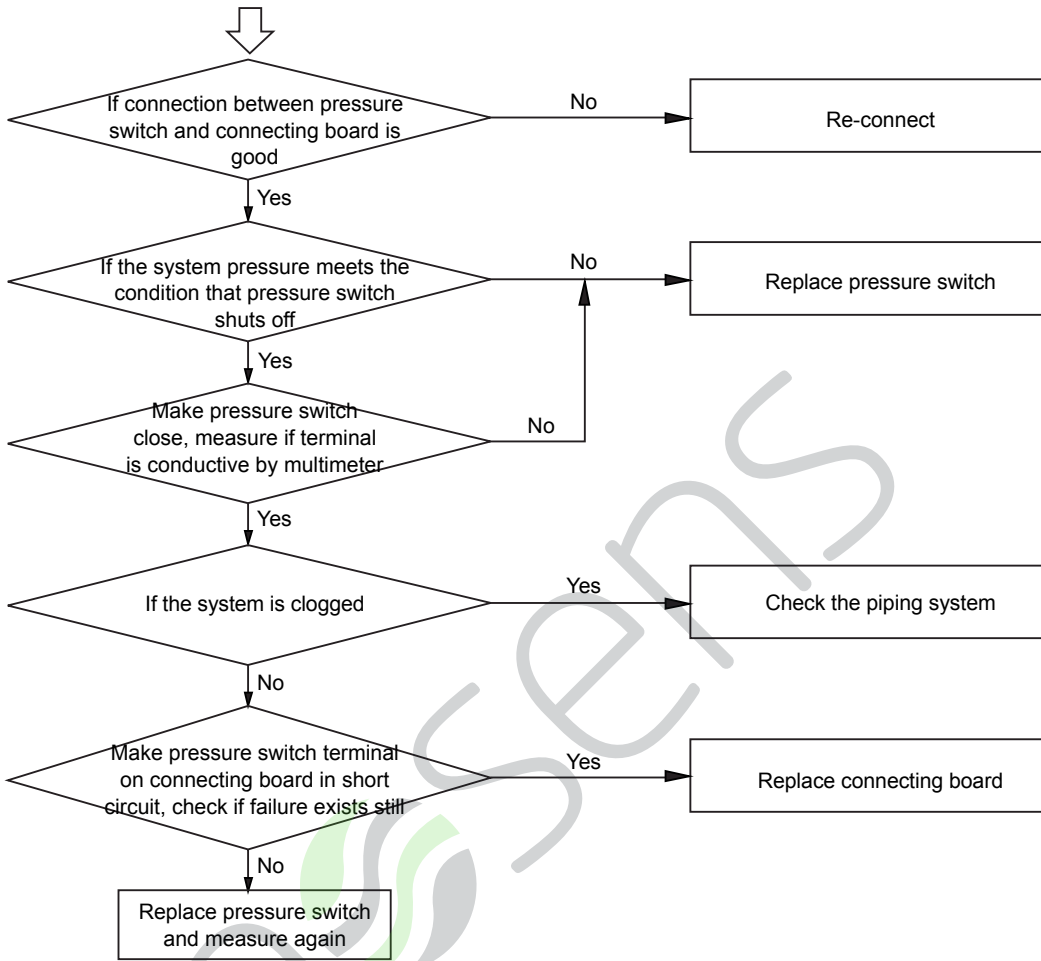 If connection between pressure
switch and connecting board is
good
No
Re-connect
Yes
If the system pressure meets the
condition that pressure switch
shuts off
No
Replace pressure switch
Yes
Make pressure switch
close, measure if terminal
is conductive by multimeter
No
Yes
If the system is clogged
Yes
Check the piping system
No
Make pressure switch terminal
on connecting board in short
circuit, check if failure exists still
Yes
Replace connecting board
No
Replace pressure switch
and measure again
sens